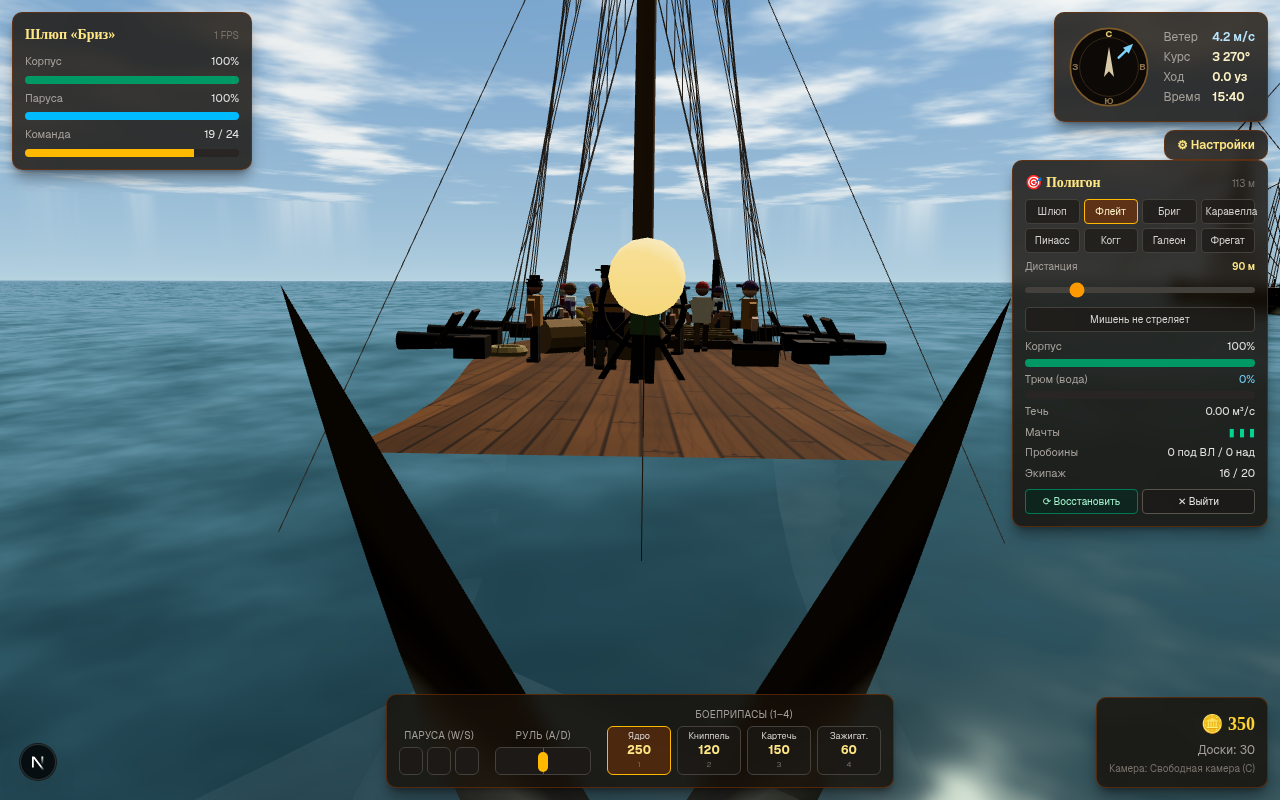 Шлюп «Бриз»
1 FPS
Корпус 100%
Паруса 100%
Команда 19 / 24
С
В
Ю
З
Ветер 4.2 м/с
Курс З 270°
Ход 0.0 уз
Время 15:40
⚙ Настройки
🎯 Полигон 113 м
Шлюп Флейт Бриг Каравелла
Пинасс Когг Галеон Фрегат
Дистанция 90 м
Мишень не стреляет
Корпус 100%
Трюм (вода) 0%
Течь 0.00 м³/с
Мачты
Пробоины 0 под ВЛ / 0 над
Экипаж 16 / 20
⟳ Восстановить ✕ Выйти
ПАРУСА (W/S)
РУЛЬ (A/D)
БОЕПРИПАСЫ (1–4)
Ядро Книппель Картечь Зажигат.
250 120 150 60
1 2 3 4
350
Доски: 30
Камера: Свободная камера (C)
N